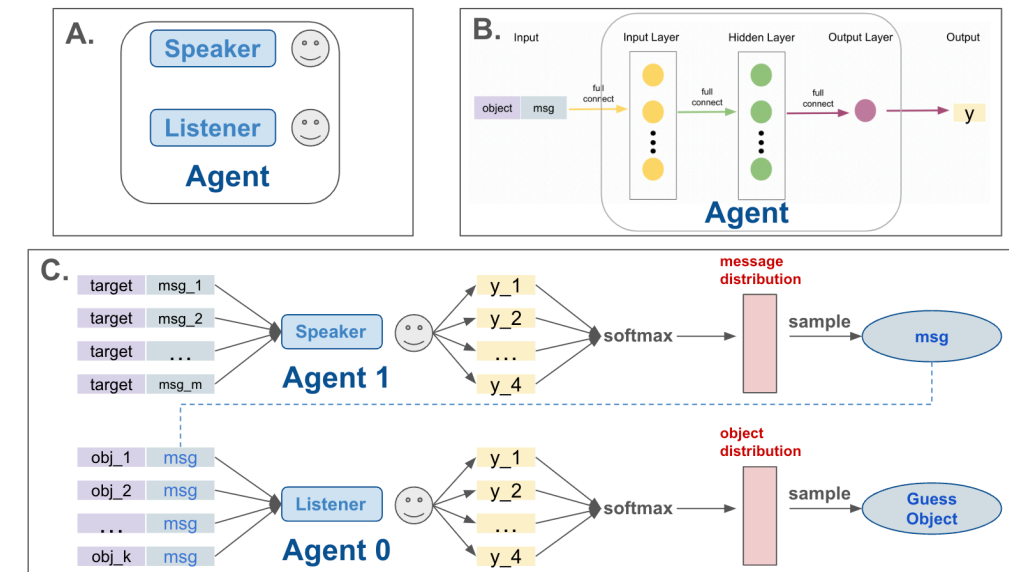 A.
Speaker
Listener
Agent
B.
Input
Input Layer
Hidden Layer
Output Layer
Output
object msg
full
connect
full
connect
full
connect
y
Agent
C.
target msg_1
target msg_2
target ...
target msg_m
Speaker
Agent 1
y_1
y_2
...
y_4
softmax
message
distribution
sample
msg
obj_1 msg
obj_2 msg
... msg
obj_k msg
Listener
Agent 0
y_1
y_2
...
y_4
softmax
object
distribution
sample
Guess
Object